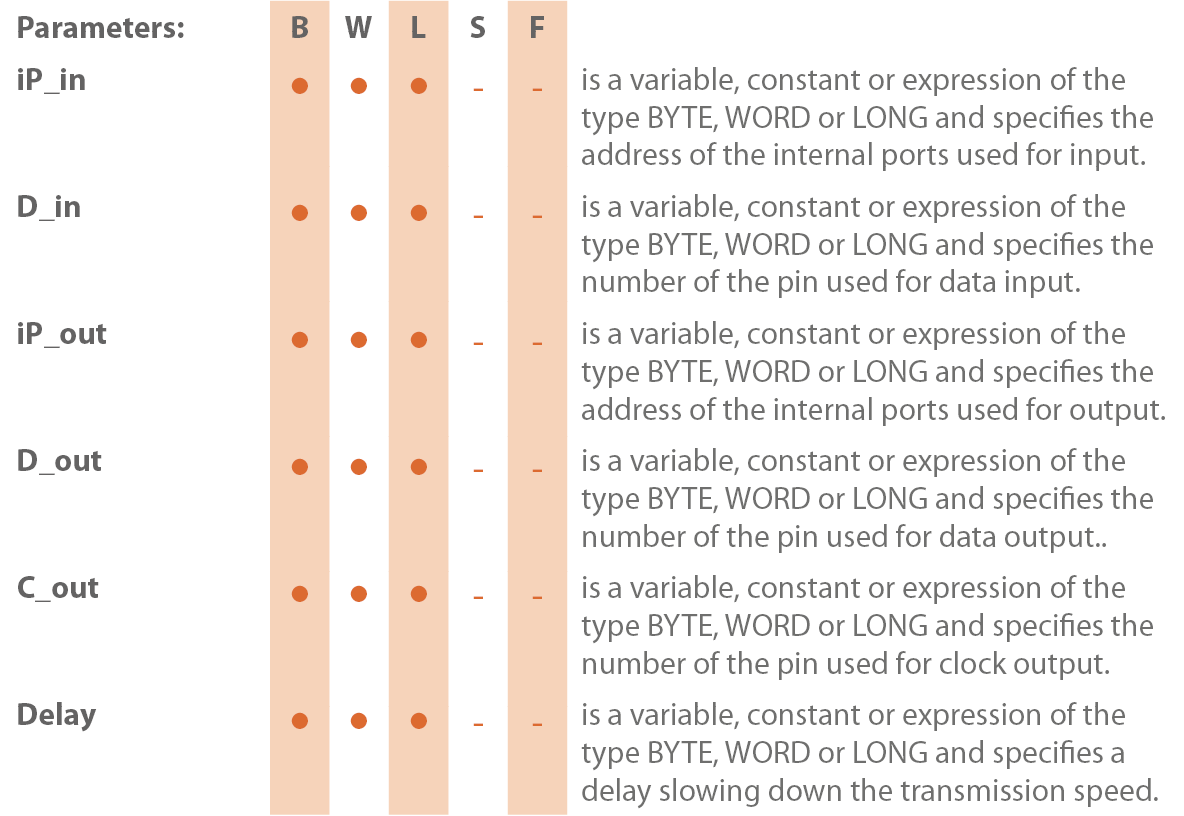 Parameters: B W L S F
iP_in ● ● ● - - is a variable, constant or expression of the
type BYTE, WORD or LONG and specifies the
address of the internal ports used for input.
D_in ● ● ● - - is a variable, constant or expression of the
type BYTE, WORD or LONG and specifies the
number of the pin used for data input.
iP_out ● ● ● - - is a variable, constant or expression of the
type BYTE, WORD or LONG and specifies the
address of the internal ports used for output.
D_out ● ● ● - - is a variable, constant or expression of the
type BYTE, WORD or LONG and specifies the
number of the pin used for data output..
C_out ● ● ● - - is a variable, constant or expression of the
type BYTE, WORD or LONG and specifies the
number of the pin used for clock output.
Delay ● ● ● - - is a variable, constant or expression of the
type BYTE, WORD or LONG and specifies a
delay slowing down the transmission speed.